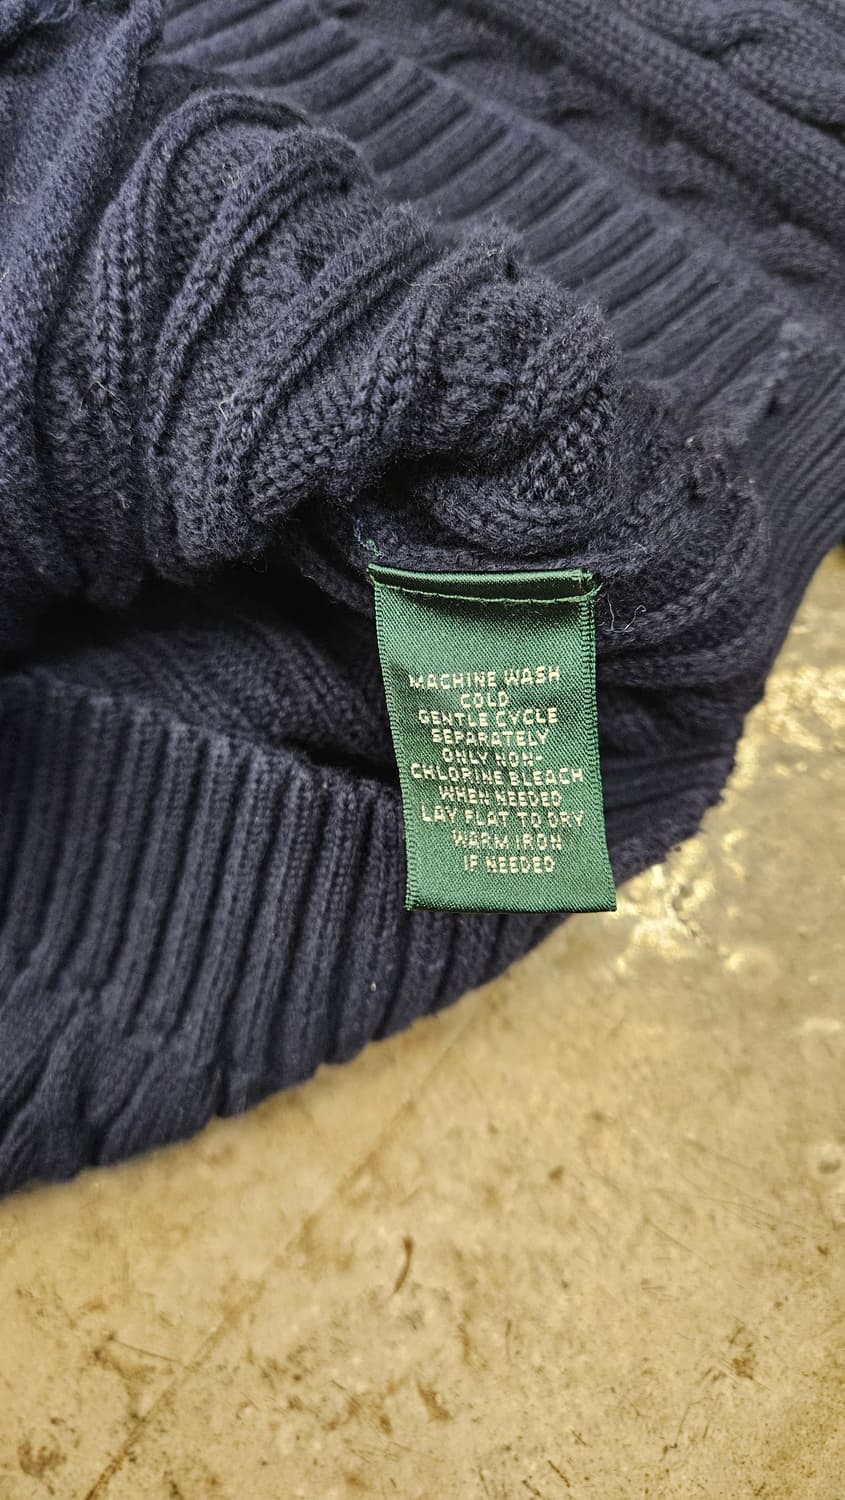 MACHINE WASH
COLD
GENTLE CYCLE
SEPARATELY
ONLY NON-
CHLORINE BLEACH
WHEN NEEDED
LAY FLAT TO DRY
WARM IRON
IF NEEDED